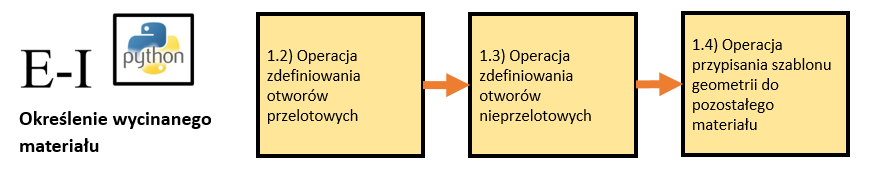 E-I
python
Określenie wycinanego
materiału
1.2) Operacja
zdefiniowania
otworów
przelotowych
1.3) Operacja
zdefiniowania
otworów
nieprzelotowych
1.4) Operacja
przypisania szablonu
geometrii do
pozostałego
materiału